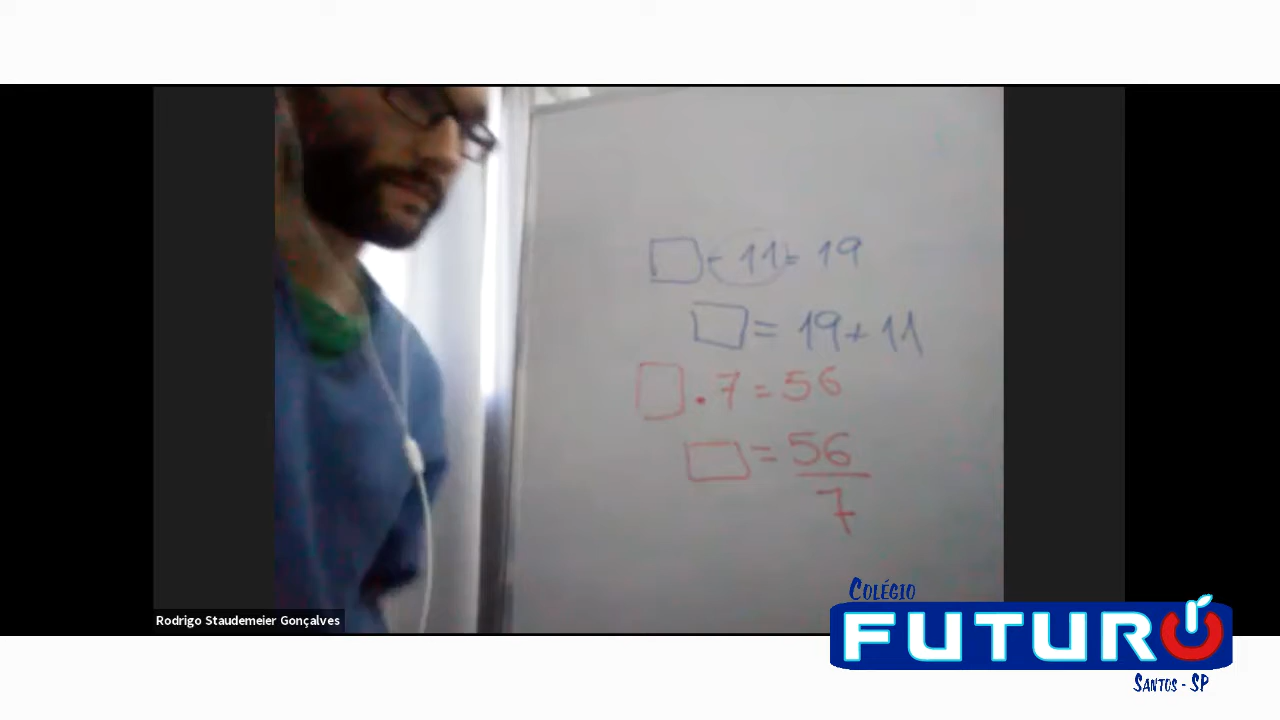 □ - 11 = 19
□ = 19 + 11
□ . 7 = 56
□ = 56
7
Rodrigo Staudemeier Gonçalves
COLÉGIO
FUTURO
SANTOS - SP